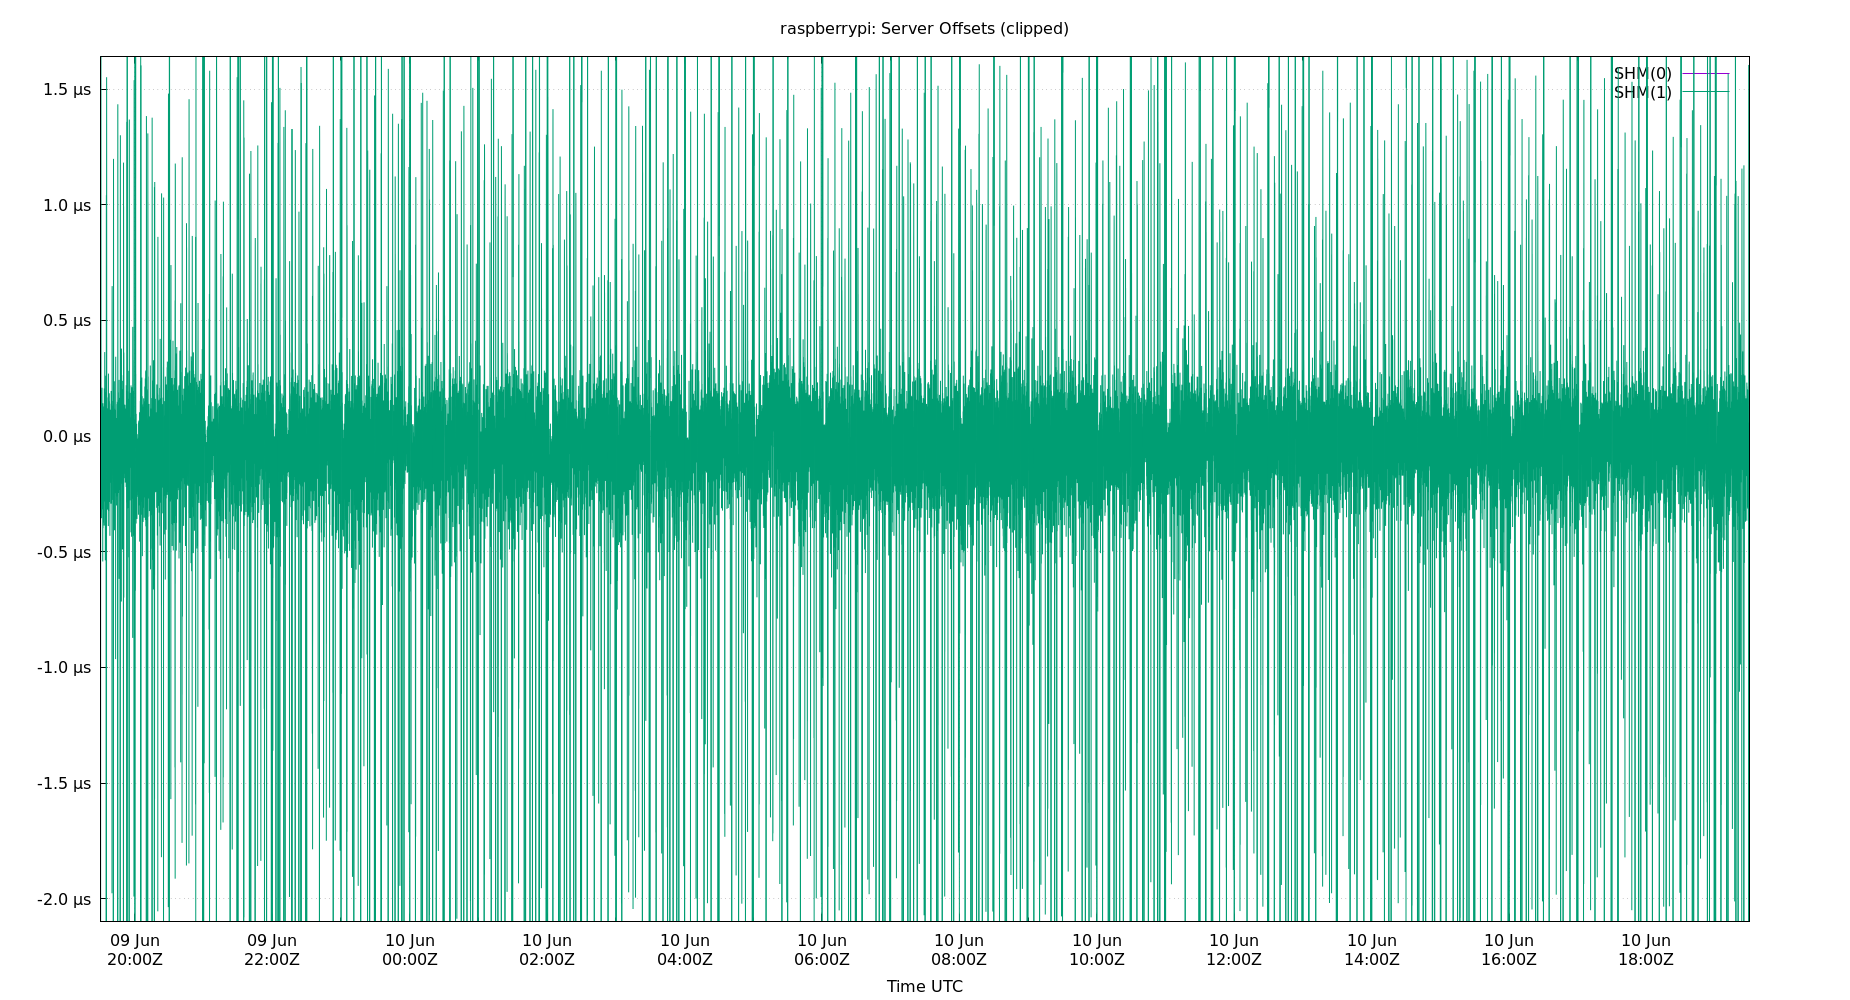 raspberrypi: Server Offsets (clipped)
SHM(0)
SHM(1)
1.5 µs
1.0 µs
0.5 µs
0.0 µs
-0.5 µs
-1.0 µs
-1.5 µs
-2.0 µs
09 Jun 09 Jun 10 Jun 10 Jun 10 Jun 10 Jun 10 Jun 10 Jun 10 Jun 10 Jun 10 Jun 10 Jun
20:00Z 22:00Z 00:00Z 02:00Z 04:00Z 06:00Z 08:00Z 10:00Z 12:00Z 14:00Z 16:00Z 18:00Z
Time UTC